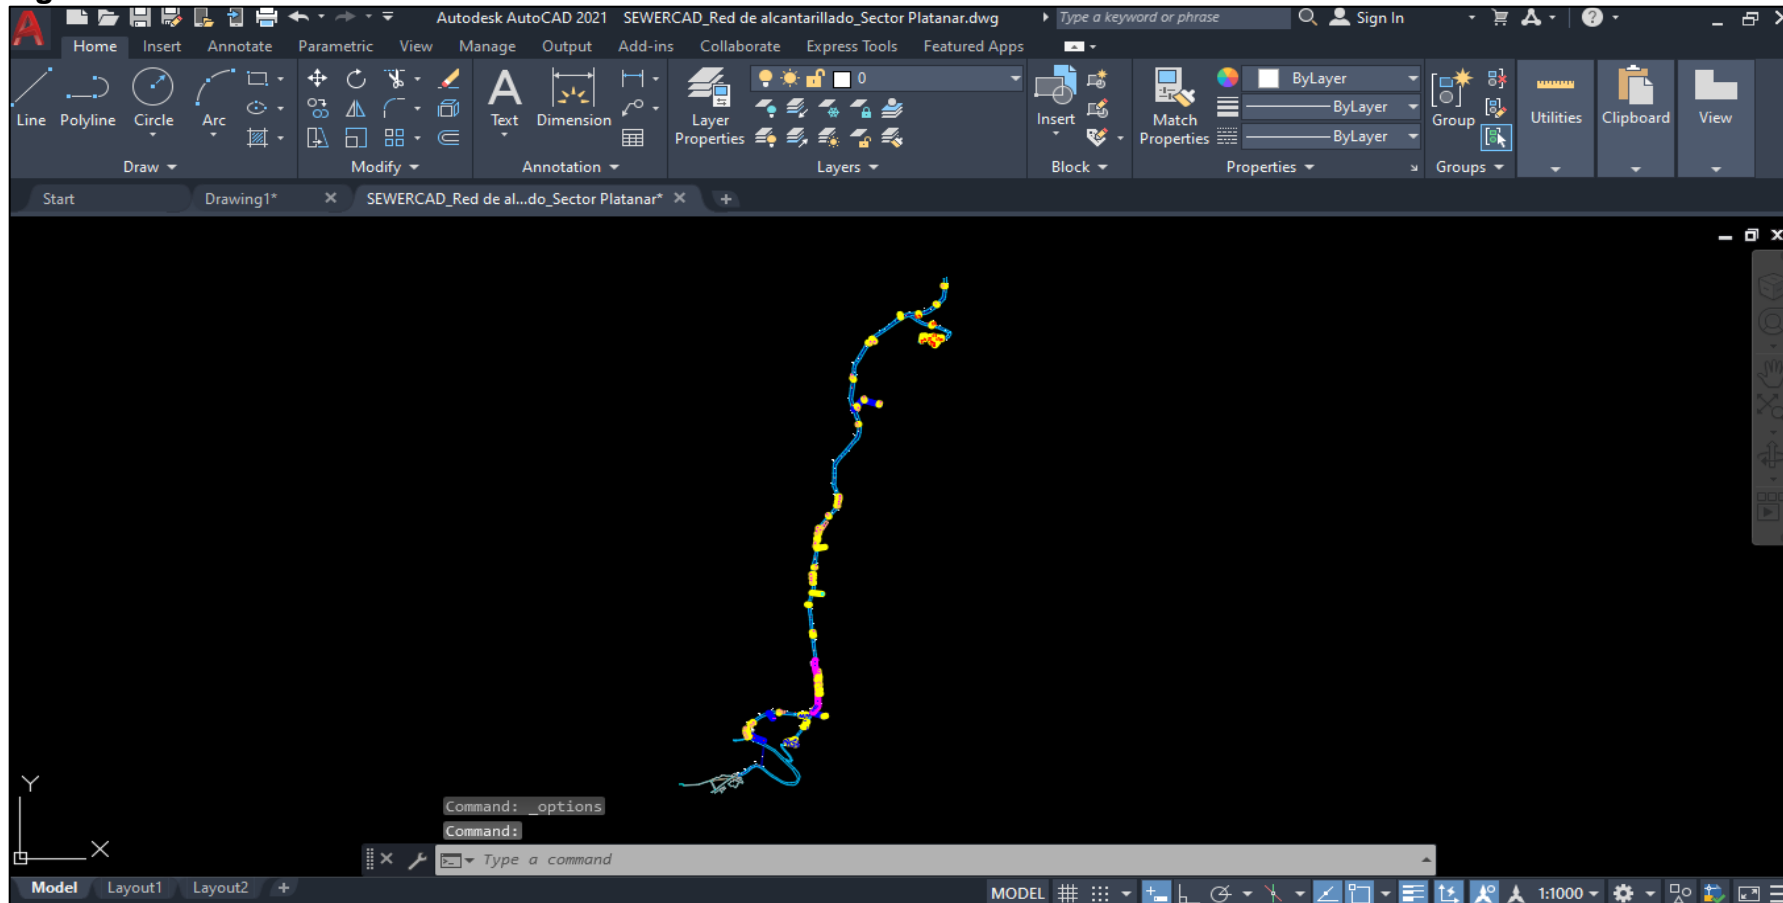 Autodesk AutoCAD 2021 SEWERCAD_Red de alcantarillado_Sector Platanar.dwg Type a keyword or phrase Sign In
Home Insert Annotate Parametric View Manage Output Add-ins Collaborate Express Tools Featured Apps
0 ByLayer
ByLayer
Line Polyline Circle Arc Text Dimension Layer Properties Insert Match Properties Group Utilities Clipboard View
ByLayer
Draw Modify Annotation Layers Block Properties Groups
Start Drawing1* SEWERCAD_Red de al...do_Sector Platanar*
Y
X
Command: _options
Command:
Type a command
Model Layout1 Layout2 MODEL 1:1000